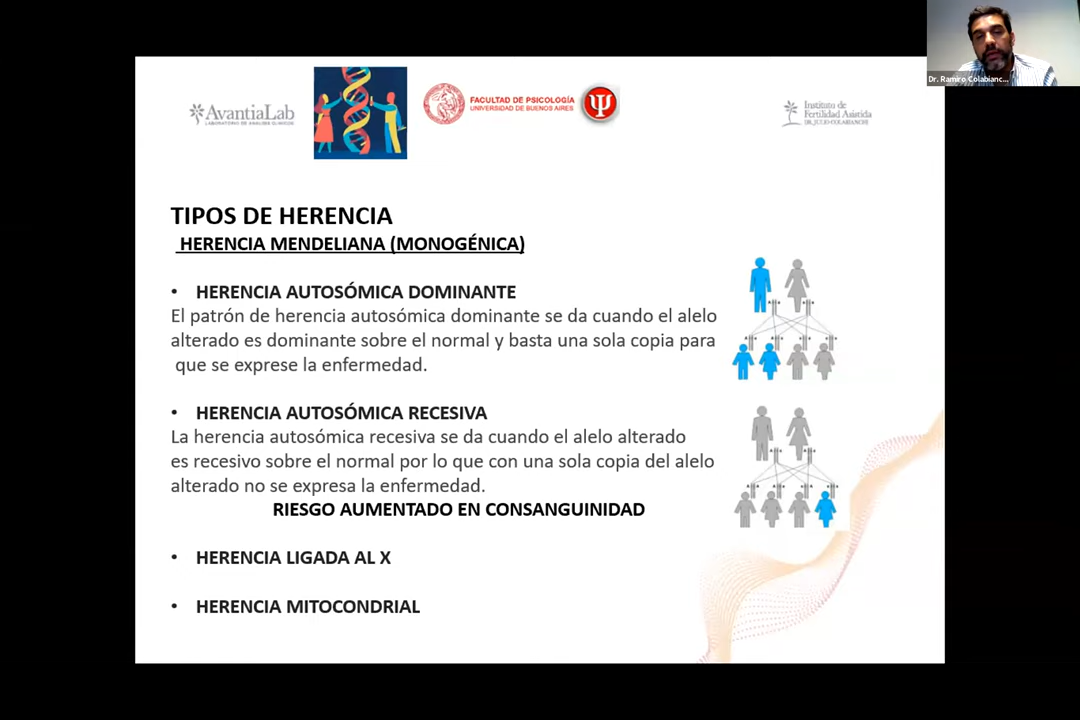 Dr. Ramiro Colabianc...
AvantiaLab
LABORATORIO DE ANÁLISIS CLÍNICOS
FACULTAD DE PSICOLOGÍA
UNIVERSIDAD DE BUENOS AIRES
Instituto de
Fertilidad Asistida
DR. JULIO COLABIANCHI
TIPOS DE HERENCIA
HERENCIA MENDELIANA (MONOGÉNICA)
• HERENCIA AUTOSÓMICA DOMINANTE
El patrón de herencia autosómica dominante se da cuando el alelo
alterado es dominante sobre el normal y basta una sola copia para
que se exprese la enfermedad.
• HERENCIA AUTOSÓMICA RECESIVA
La herencia autosómica recesiva se da cuando el alelo alterado
es recesivo sobre el normal por lo que con una sola copia del alelo
alterado no se expresa la enfermedad.
RIESGO AUMENTADO EN CONSANGUINIDAD
• HERENCIA LIGADA AL X
• HERENCIA MITOCONDRIAL